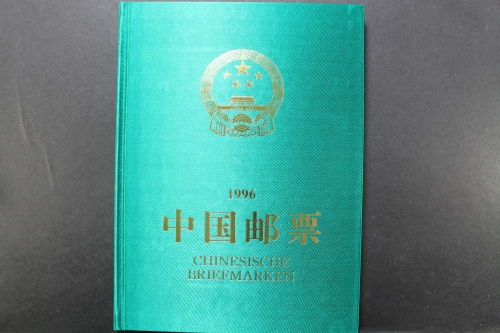 1996
中国邮票
CHINESISCHE
BRIEFMARKEN